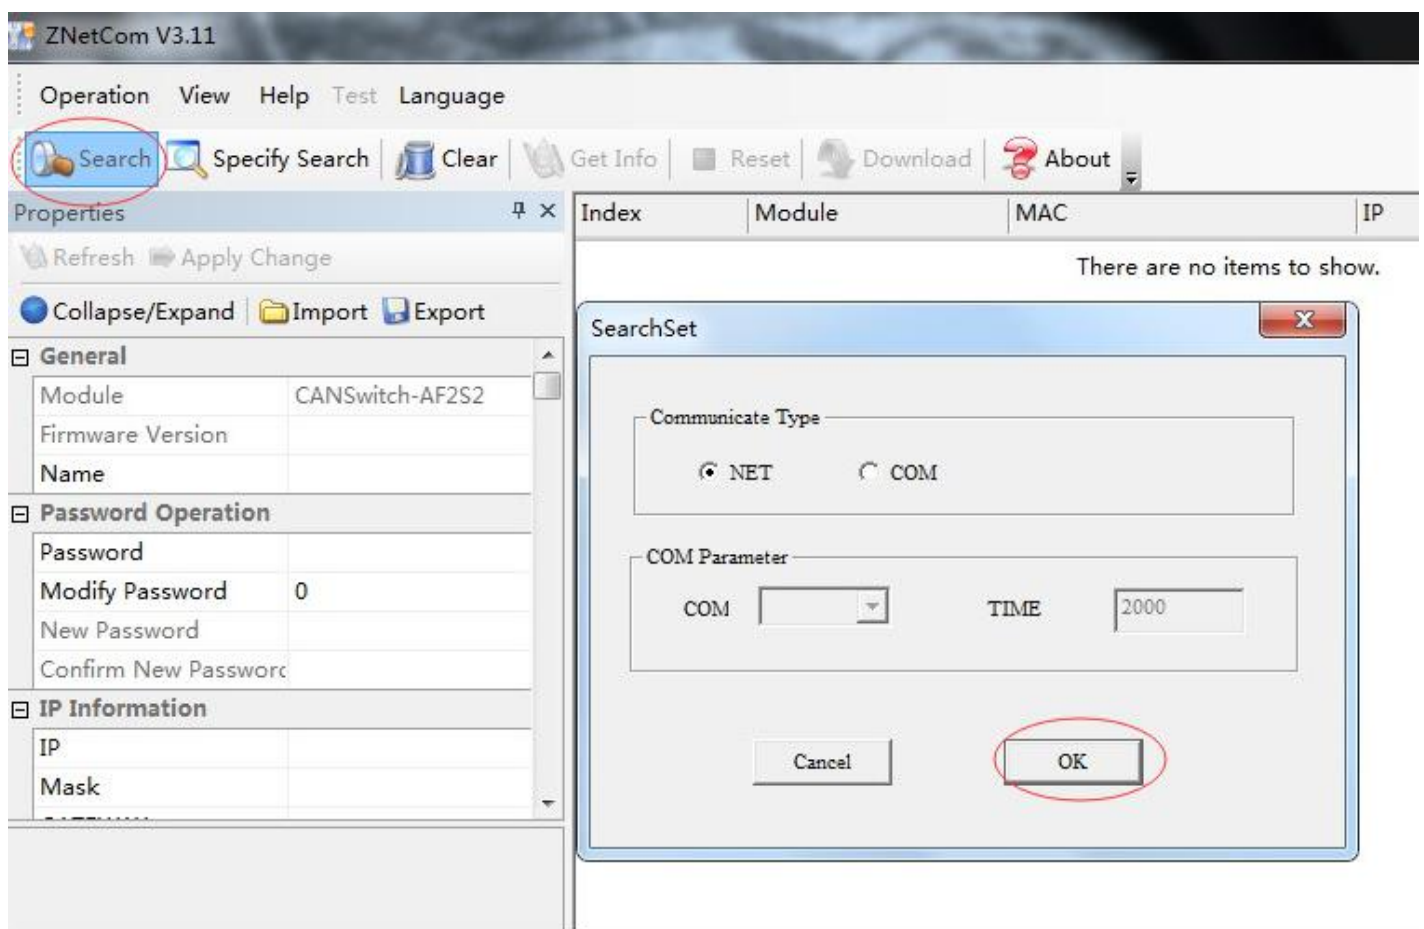 ZNetCom V3.11
Operation View Help Test Language
Search Specify Search Clear Get Info Reset Download About
Properties
Index Module MAC IP
Refresh Apply Change
There are no items to show.
Collapse/Expand Import Export
SearchSet
General
Module CANSwitch-AF2S2
Firmware Version
Name
Communicate Type
NET COM
Password Operation
Password
Modify Password 0
New Password
Confirm New Password
COM Parameter
COM TIME 2000
IP Information
IP
Mask
Cancel OK